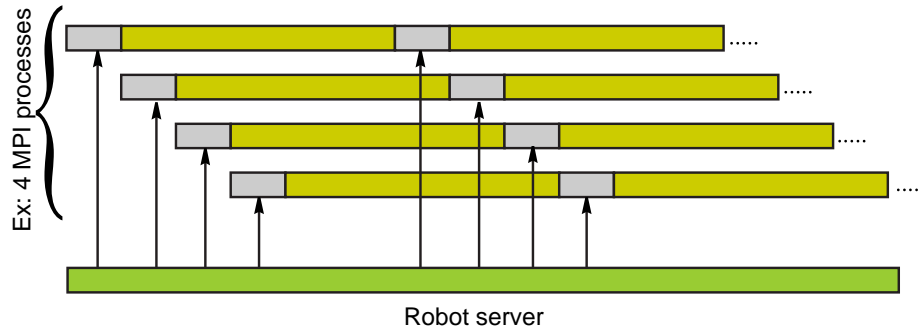 Ex: 4 MPI processes
.....
.....
.....
....
Robot server